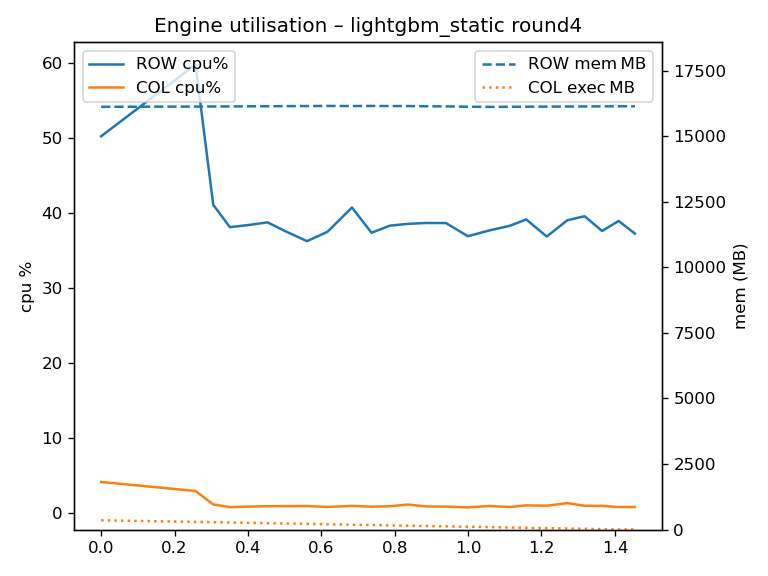 Engine utilisation – lightgbm_static round4
ROW cpu%
COL cpu%
ROW mem MB
COL exec MB
cpu %
60
50
40
30
20
10
0
17500
15000
12500
10000
7500
5000
2500
0
mem (MB)
0.0 0.2 0.4 0.6 0.8 1.0 1.2 1.4